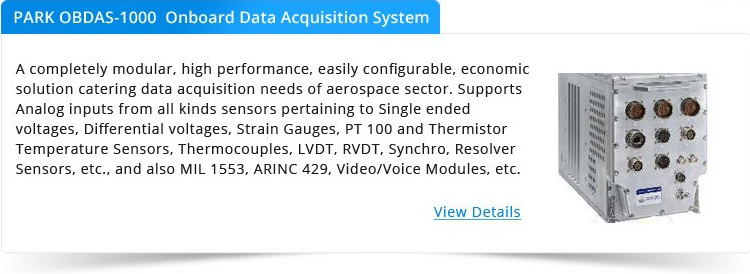 PARK OBDAS-1000 Onboard Data Acquisition System
A completely modular, high performance, easily configurable, economic
solution catering data acquisition needs of aerospace sector. Supports
Analog inputs from all kinds sensors pertaining to Single ended
voltages, Differential voltages, Strain Gauges, PT 100 and Thermistor
Temperature Sensors, Thermocouples, LVDT, RVDT, Synchro, Resolver
Sensors, etc., and also MIL 1553, ARINC 429, Video/Voice Modules, etc.
View Details